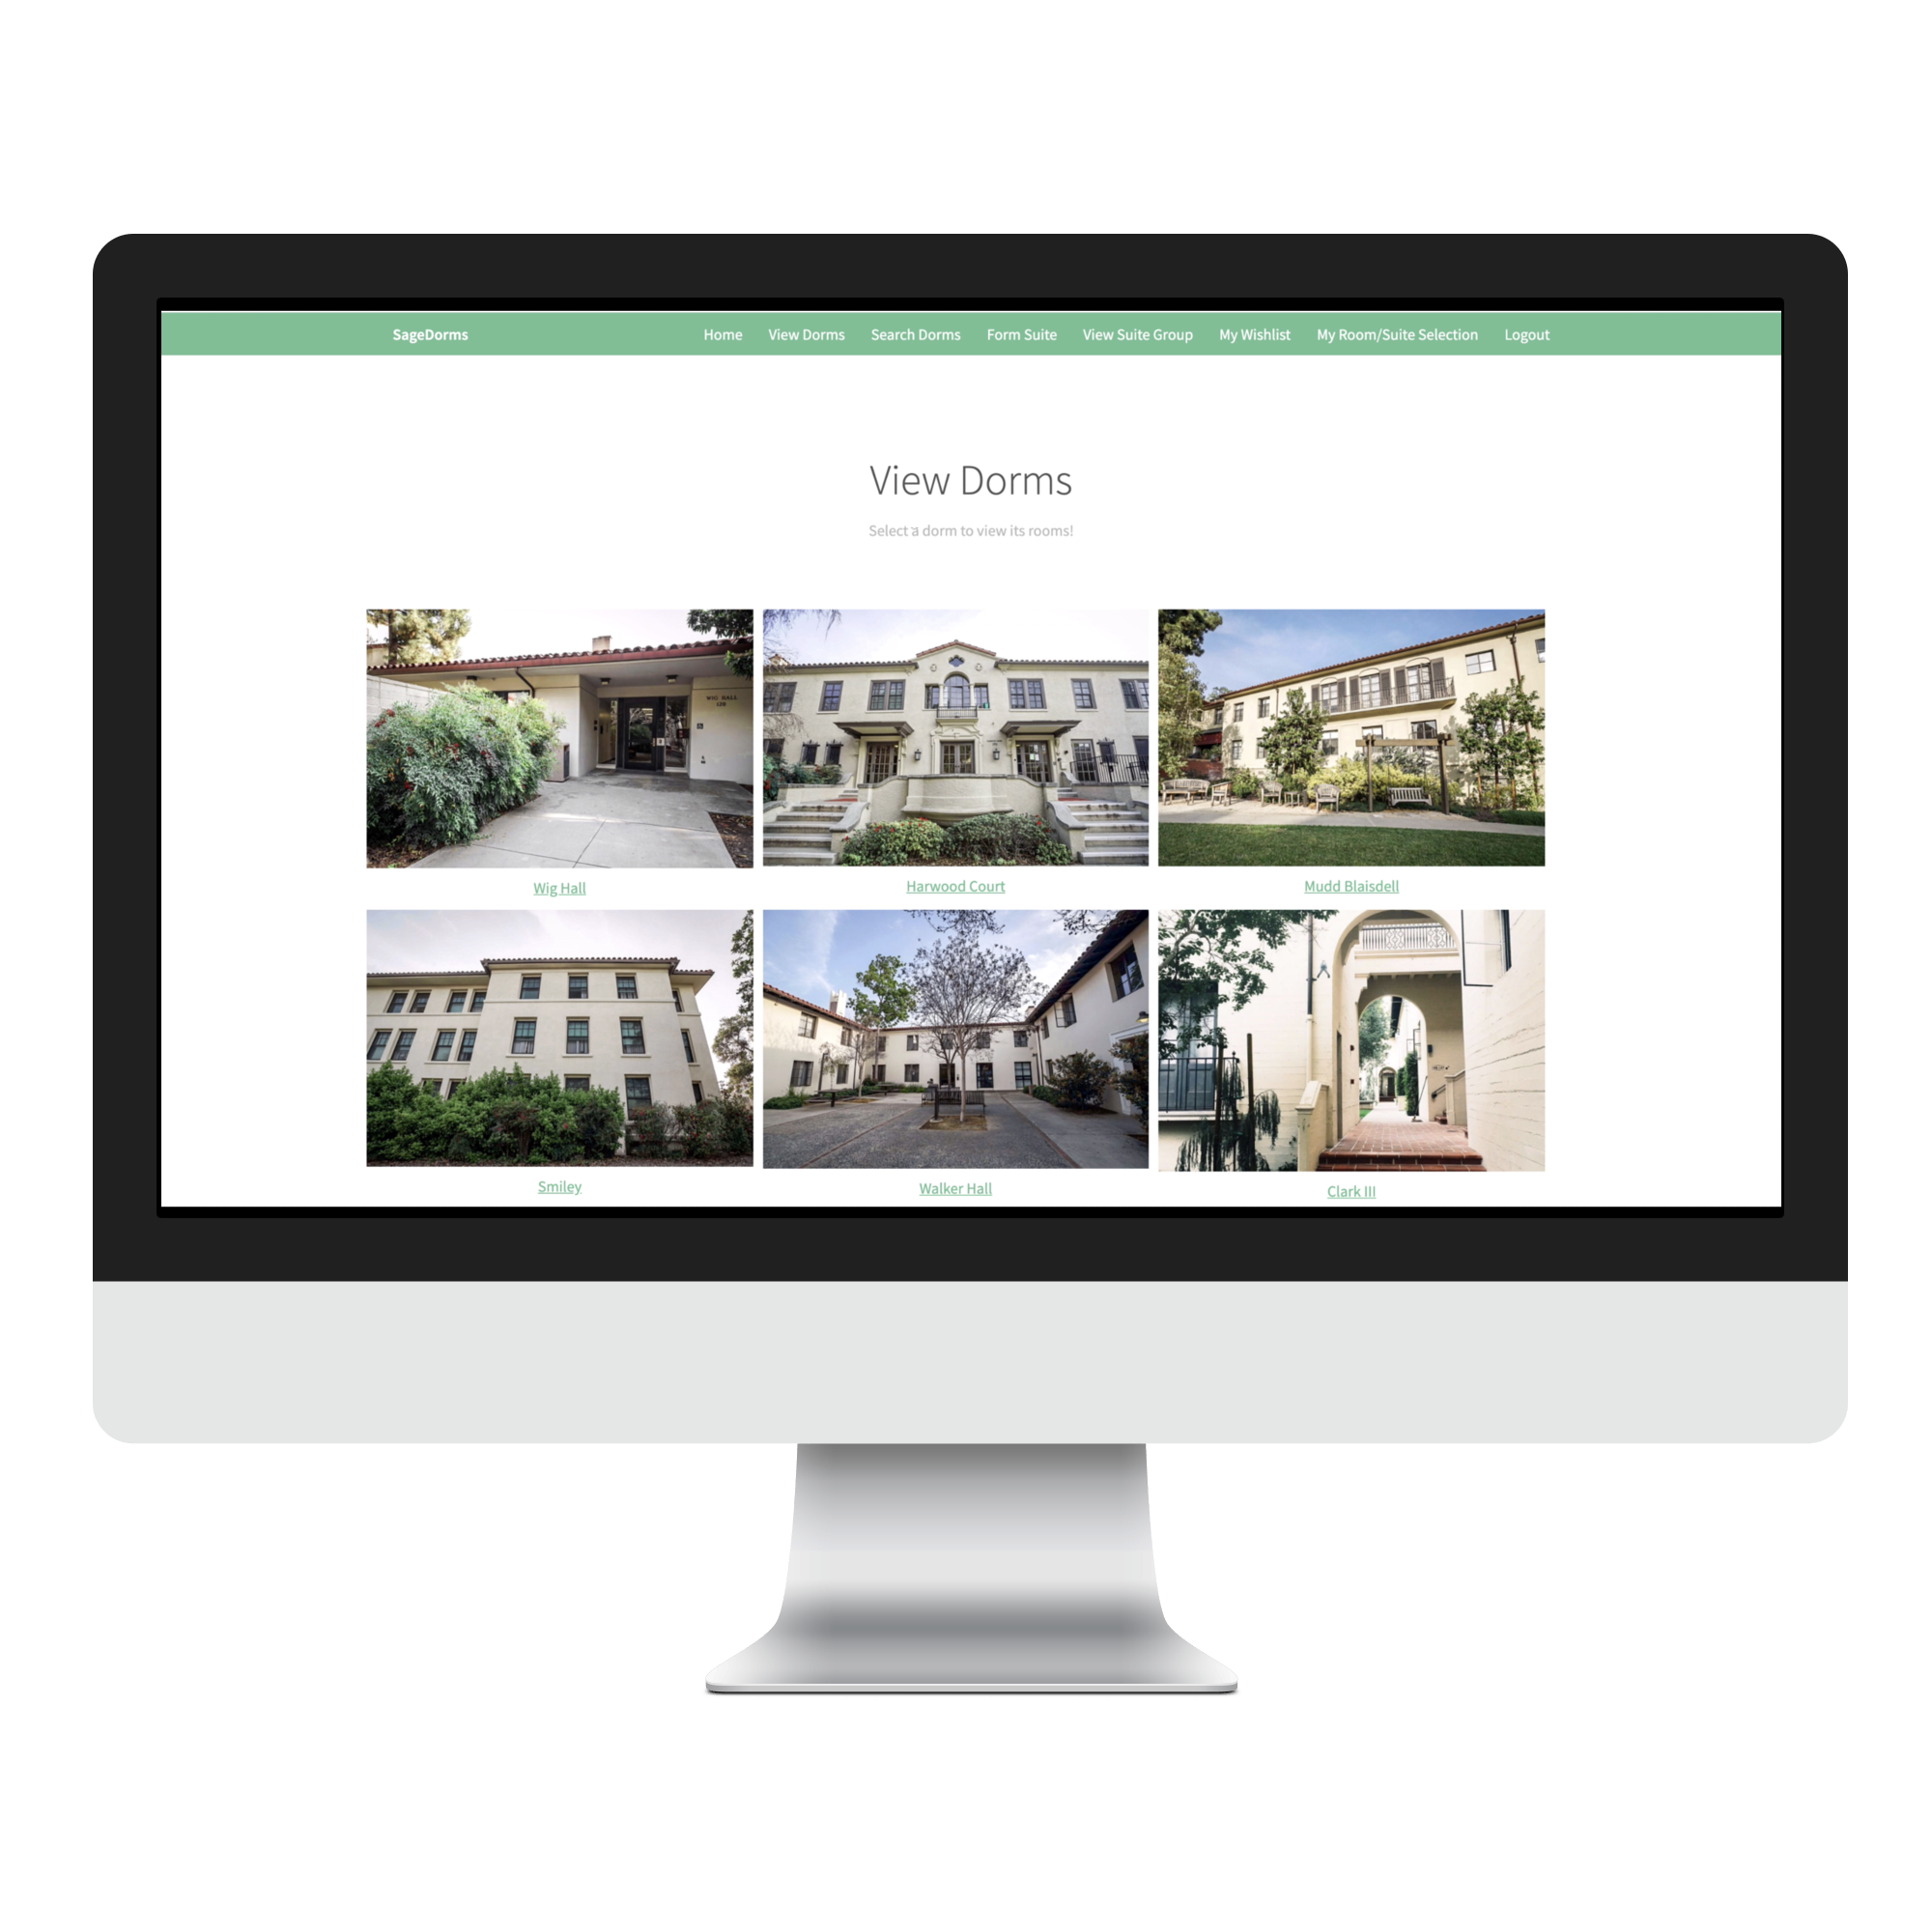 SageDorms Home View Dorms Search Dorms Form Suite View Suite Group My Wishlist My Room/Suite Selection Logout
View Dorms
Select a dorm to view its rooms!
WIG HALL
Wig Hall Harwood Court Mudd Blaisdell
Smiley Walker Hall Clark III